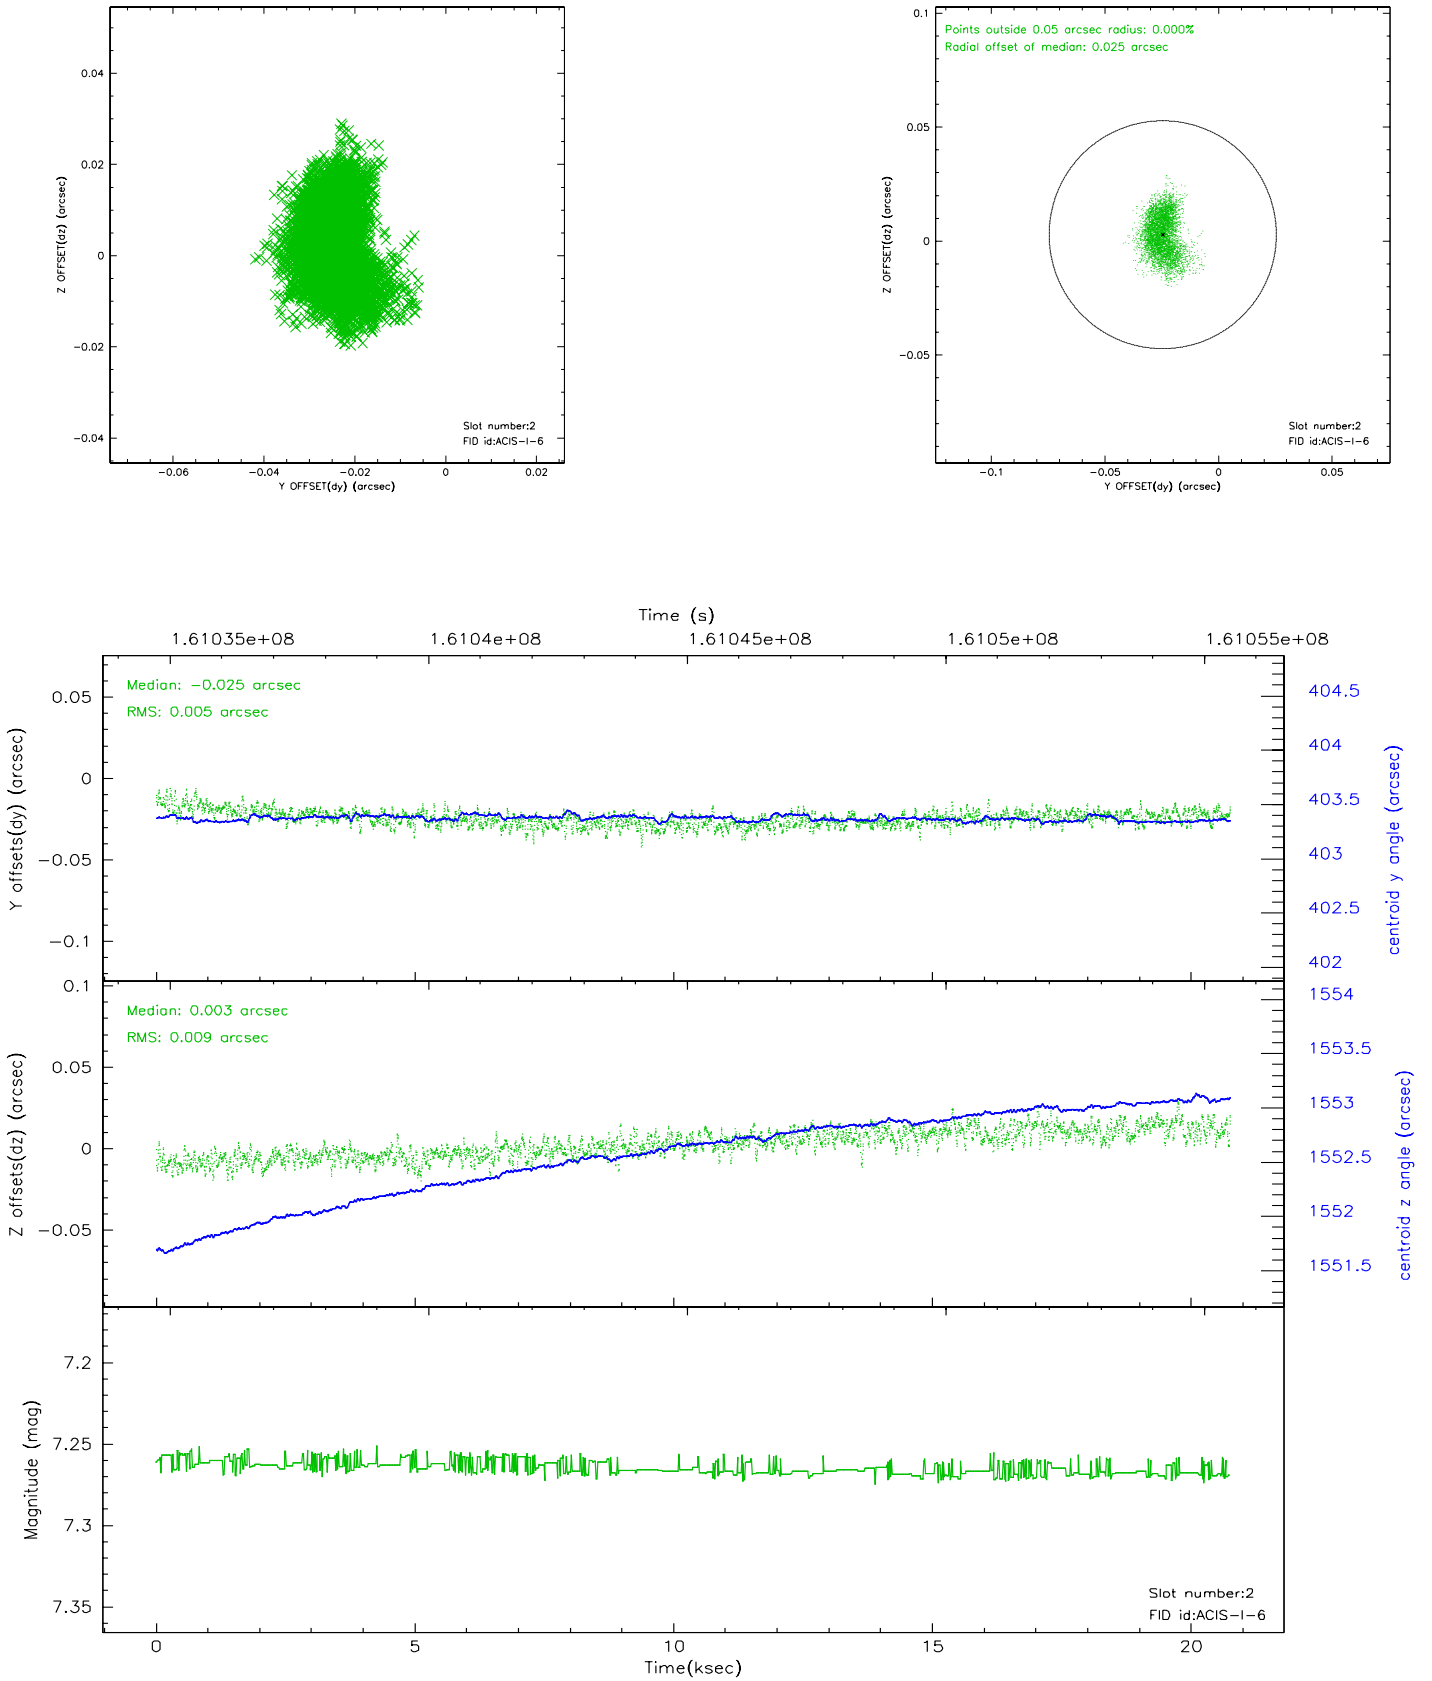 0.04
0.02
0
−0.02
−0.04
Z OFFSET(dz) (arcsec)
−0.06
−0.04
−0.02
0
0.02
Y OFFSET(dy) (arcsec)
Slot number:2
FID id:ACIS−I−6
Points outside 0.05 arcsec radius: 0.000%
Radial offset of median: 0.025 arcsec
0.1
0.05
0
−0.05
Z OFFSET(dz) (arcsec)
−0.1
−0.05
0
0.05
Y OFFSET(dy) (arcsec)
Slot number:2
FID id:ACIS−I−6
Time (s)
1.61035e+08
1.6104e+08
1.61045e+08
1.6105e+08
1.61055e+08
Median: −0.025 arcsec
RMS: 0.005 arcsec
0.05
0
−0.05
−0.1
Y offsets(dy) (arcsec)
404.5
404
403.5
403
402.5
402
centroid y angle (arcsec)
Median: 0.003 arcsec
RMS: 0.009 arcsec
0.1
0.05
0
−0.05
Z offsets(dz) (arcsec)
1554
1553.5
1553
1552.5
1552
1551.5
centroid z angle (arcsec)
7.2
7.25
7.3
7.35
Magnitude (mag)
Slot number:2
FID id:ACIS−I−6
0
5
10
15
20
Time(ksec)